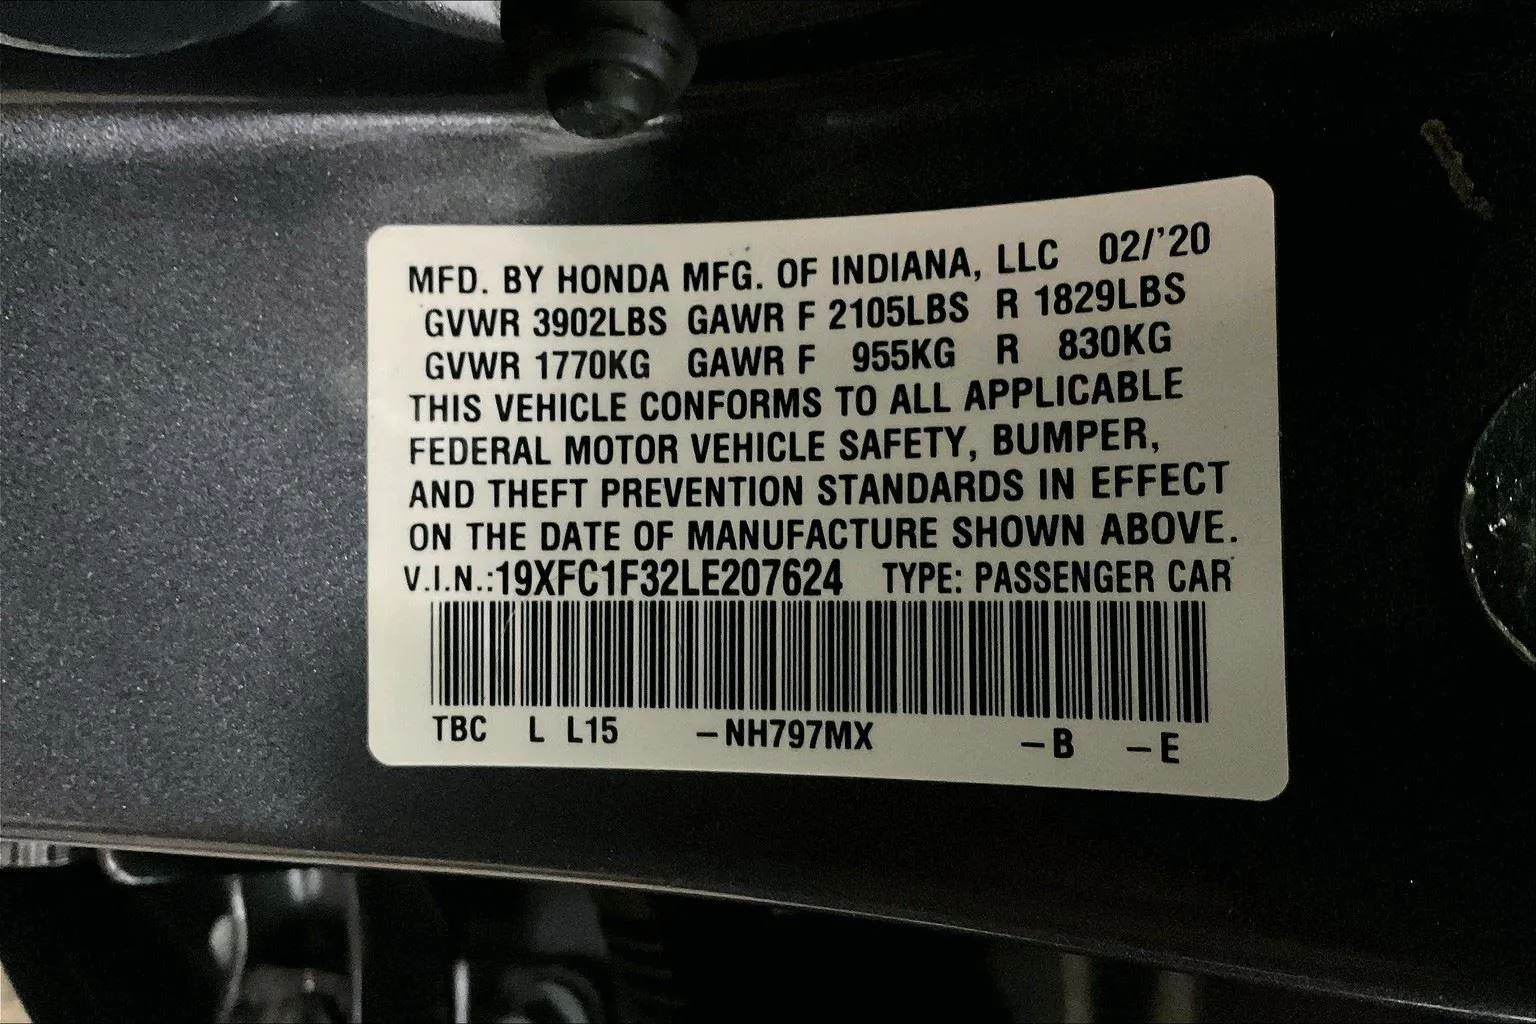 MFD. BY HONDA MFG. OF INDIANA, LLC 02/'20
GVWR 3902LBS GAWR F 2105LBS R 1829LBS
GVWR 1770KG GAWR F 955KG R 830KG
THIS VEHICLE CONFORMS TO ALL APPLICABLE
FEDERAL MOTOR VEHICLE SAFETY, BUMPER,
AND THEFT PREVENTION STANDARDS IN EFFECT
ON THE DATE OF MANUFACTURE SHOWN ABOVE.
V.I.N.:19XFC1F32LE207624 TYPE: PASSENGER CAR
TBC L L15 –NH797MX –B –E